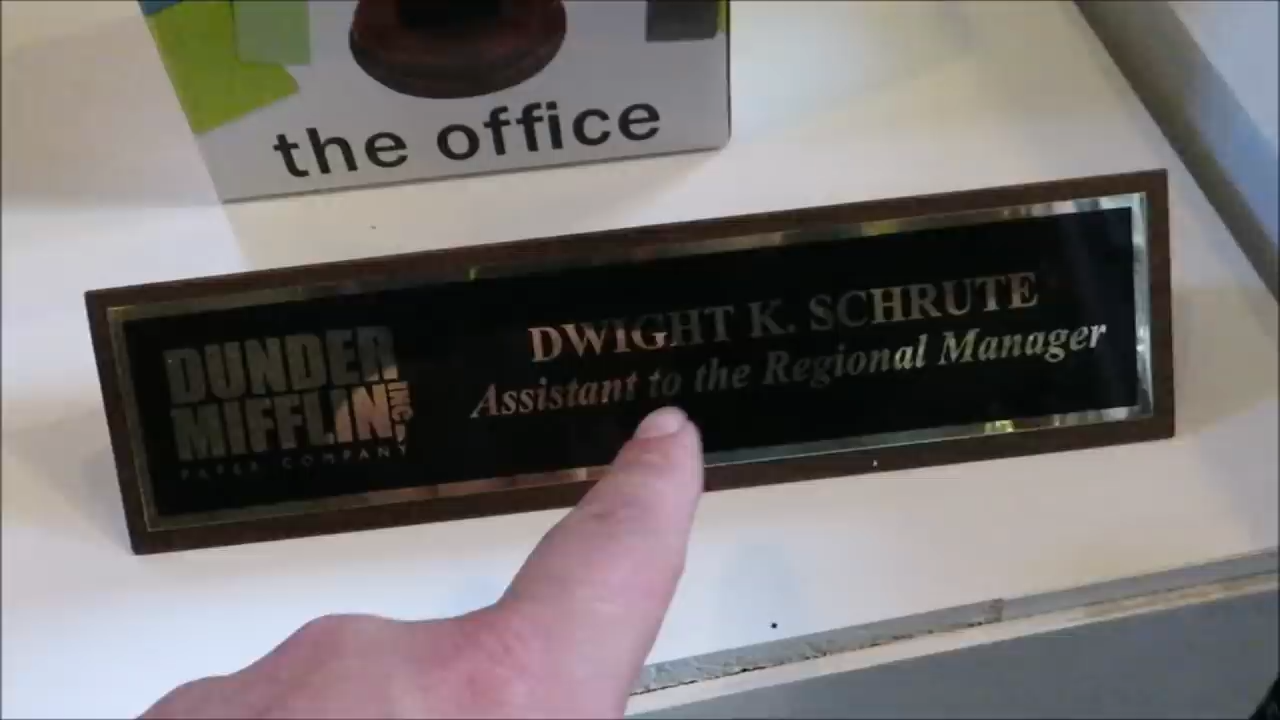 the office
DUNDER
MIFFLIN INC.
PAPER COMPANY
DWIGHT K. SCHRUTE
Assistant to the Regional Manager